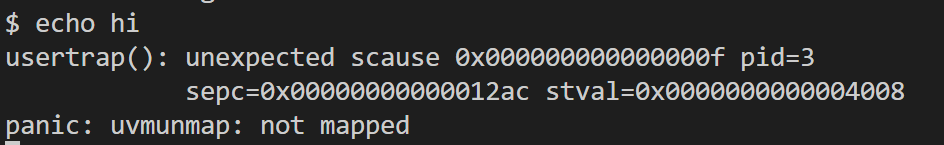 $ echo hi
usertrap(): unexpected scause 0x000000000000000f pid=3
sepc=0x00000000000012ac stval=0x0000000000004008
panic: uvmunmap: not mapped